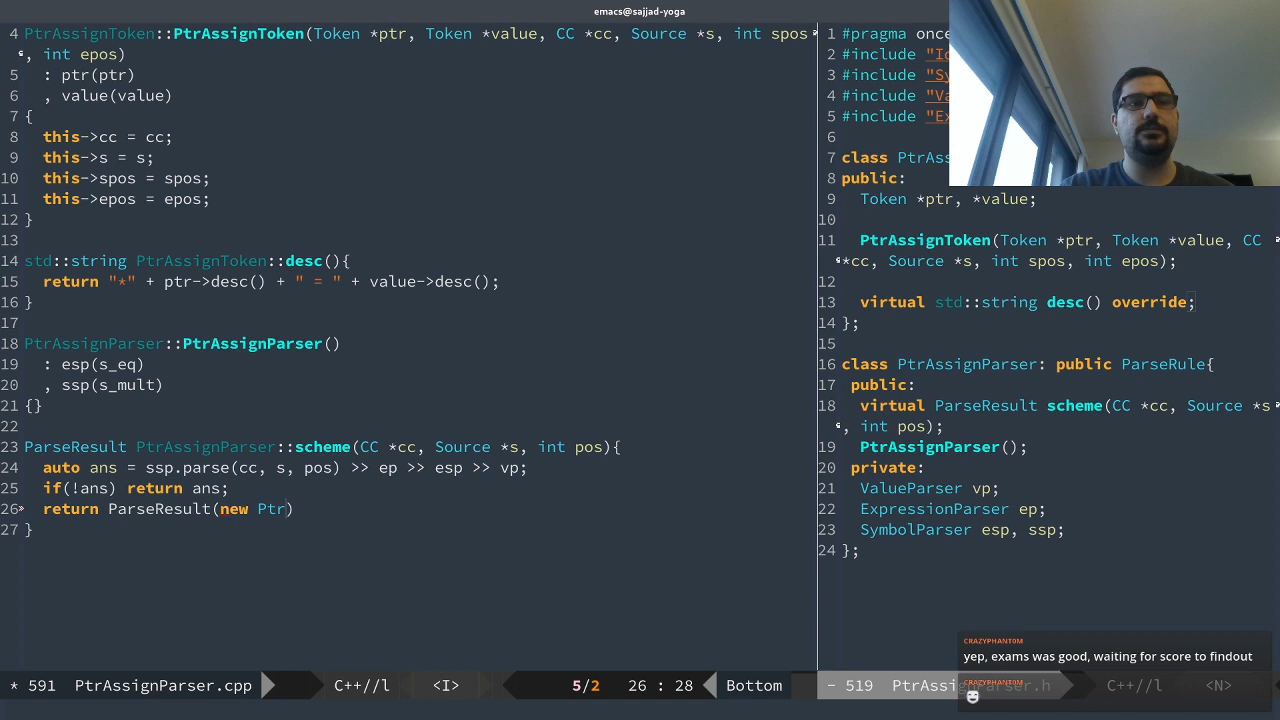 emacs@sajjad-yoga
4 PtrAssignToken::PtrAssignToken(Token *ptr, Token *value, CC *cc, Source *s, int spos
, int epos)
5 : ptr(ptr)
6 , value(value)
7 {
8 this->cc = cc;
9 this->s = s;
10 this->spos = spos;
11 this->epos = epos;
12 }
13
14 std::string PtrAssignToken::desc(){
15 return "*" + ptr->desc() + " = " + value->desc();
16 }
17
18 PtrAssignParser::PtrAssignParser()
19 : esp(s_eq)
20 , ssp(s_mult)
21 {}
22
23 ParseResult PtrAssignParser::scheme(CC *cc, Source *s, int pos){
24 auto ans = ssp.parse(cc, s, pos) >> ep >> esp >> vp;
25 if(!ans) return ans;
26 return ParseResult(new Ptr)
27 }
* 591 PtrAssignParser.cpp C++//l <I> 5/2 26 : 28 Bottom
1 #pragma once
2 #include
3 #include
4 #include
5 #include
6
7 class
8 public:
9 Token *ptr, *value;
10
11 PtrAssignToken(Token *ptr, Token *value, CC
*cc, Source *s, int spos, int epos);
12
13 virtual std::string desc() override;
14 };
15
16 class PtrAssignParser: public ParseRule{
17 public:
18 virtual ParseResult scheme(CC *cc, Source *s
, int pos);
19 PtrAssignParser();
20 private:
21 ValueParser vp;
22 ExpressionParser ep;
23 SymbolParser esp, ssp;
24 };
CRAZYPHANT0M
yep, exams was good, waiting for score to findout
CRAZYPHANT0M
- 519 PtrAssignParser.h C++//l <N>